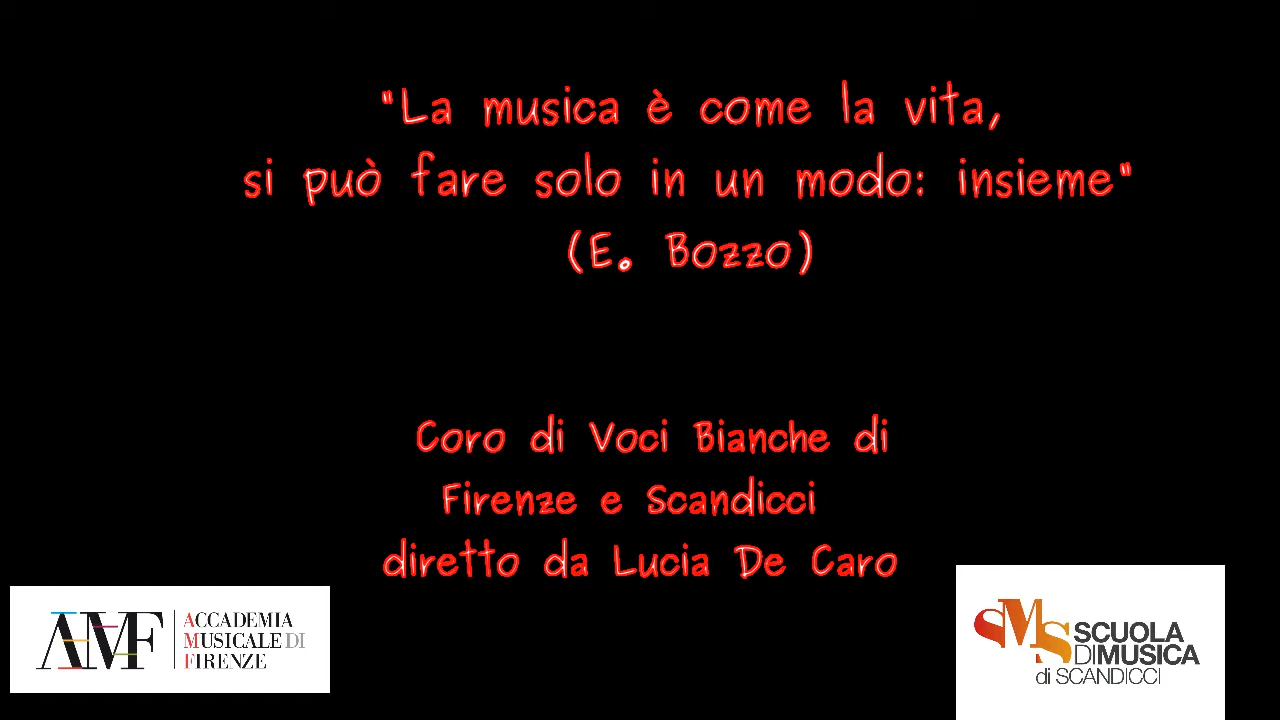 "La musica è come la vita,
si può fare solo in un modo: insieme"
(E. Bozzo)
Coro di Voci Bianche di
Firenze e Scandicci
diretto da Lucia De Caro
AMF
ACCADEMIA
MUSICALE DI
FIRENZE
SMS
SCUOLA
DIMUSICA
di SCANDICCI